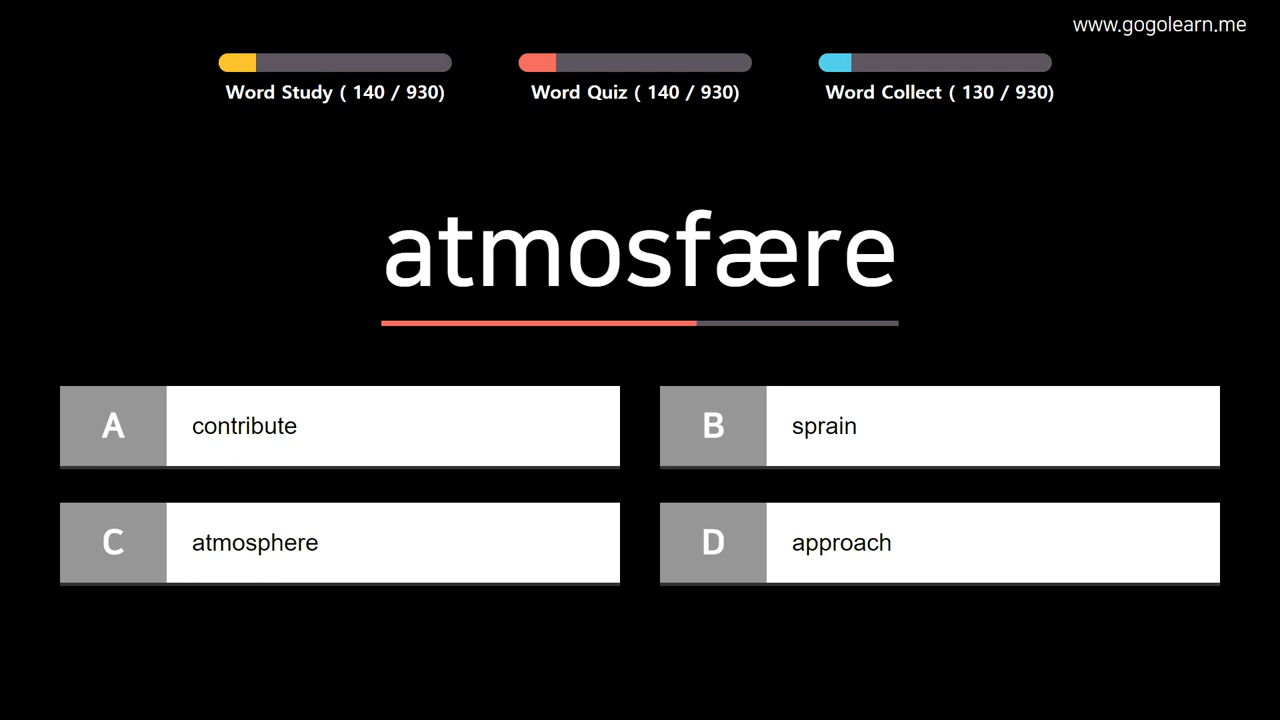 www.gogolearn.me
Word Study ( 140 / 930)
Word Quiz ( 140 / 930)
Word Collect ( 130 / 930)
atmosfære
A contribute
B sprain
C atmosphere
D approach